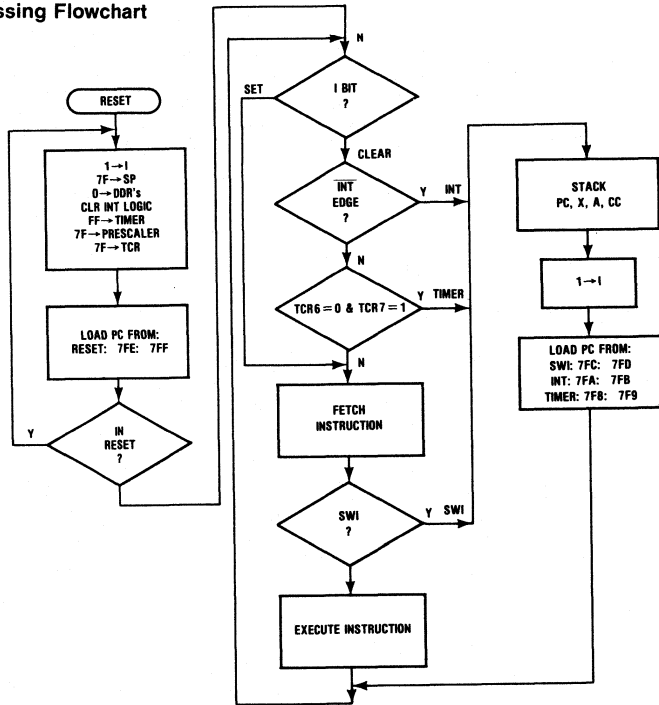 ssing Flowchart
RESET
1→I
7F→SP
0→DDR's
CLR INT LOGIC
FF→TIMER
7F→PRESCALER
7F→TCR
LOAD PC FROM:
RESET: 7FE: 7FF
Y
IN
RESET
?
N
SET
I BIT
?
CLEAR
INT
EDGE
?
Y INT
N
TCR6=0 & TCR7=1
Y TIMER
N
FETCH
INSTRUCTION
SWI
?
Y SWI
EXECUTE INSTRUCTION
STACK
PC, X, A, CC
1→I
LOAD PC FROM:
SWI: 7FC: 7FD
INT: 7FA: 7FB
TIMER: 7F8: 7F9